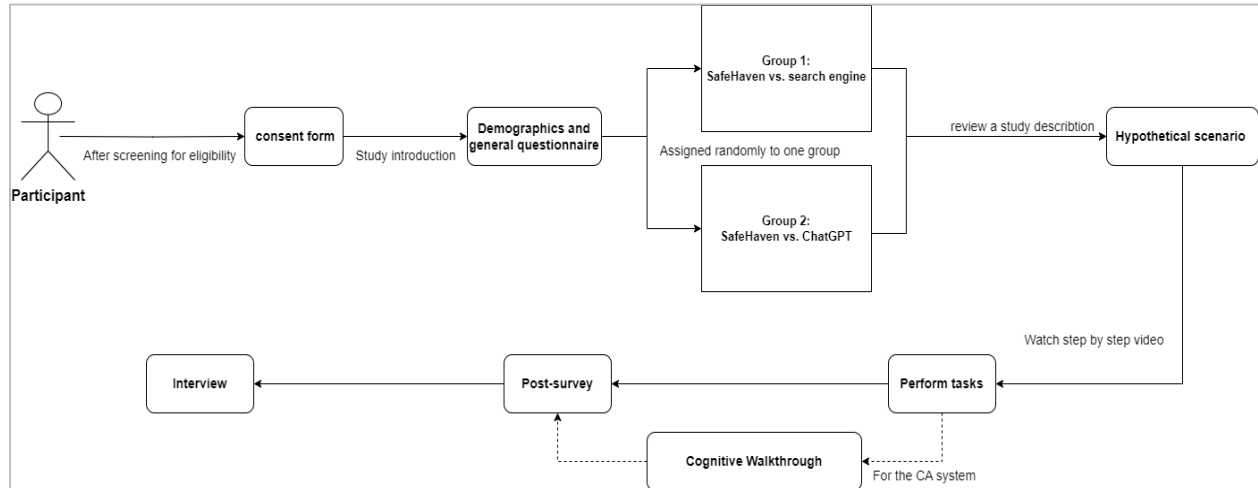 Group 1:
SafeHaven vs. search engine
consent form
Demographics and
general questionnaire
review a study describtion
Hypothetical scenario
After screening for eligibility
Study introduction
Assigned randomly to one group
Participant
Group 2:
SafeHaven vs. ChatGPT
Watch step by step video
Interview
Post-survey
Perform tasks
Cognitive Walkthrough
For the CA system